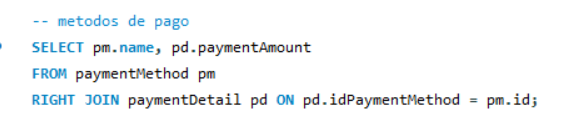 -- metodos de pago
SELECT pm.name, pd.paymentAmount
FROM paymentMethod pm
RIGHT JOIN paymentDetail pd ON pd.idPaymentMethod = pm.id;